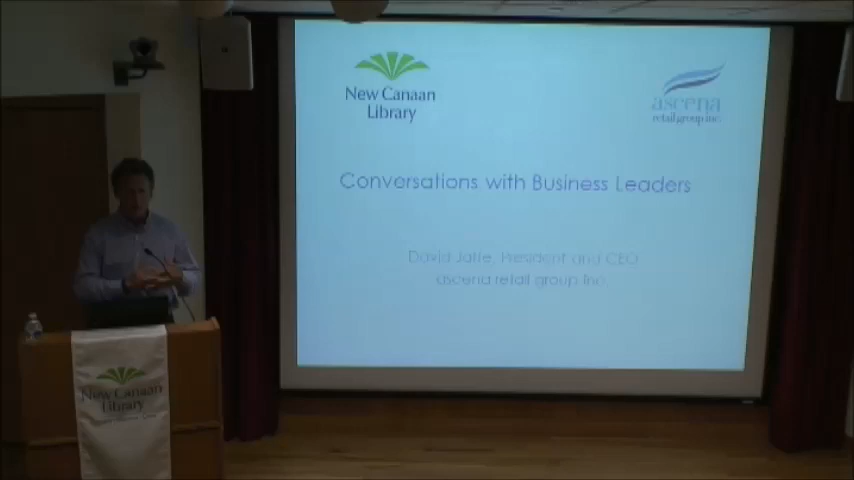 New Canaan
Library
ascena
retail group inc.
Conversations with Business Leaders
David Jaffe, President and CEO
ascena retail group inc.
New Canaan
Library